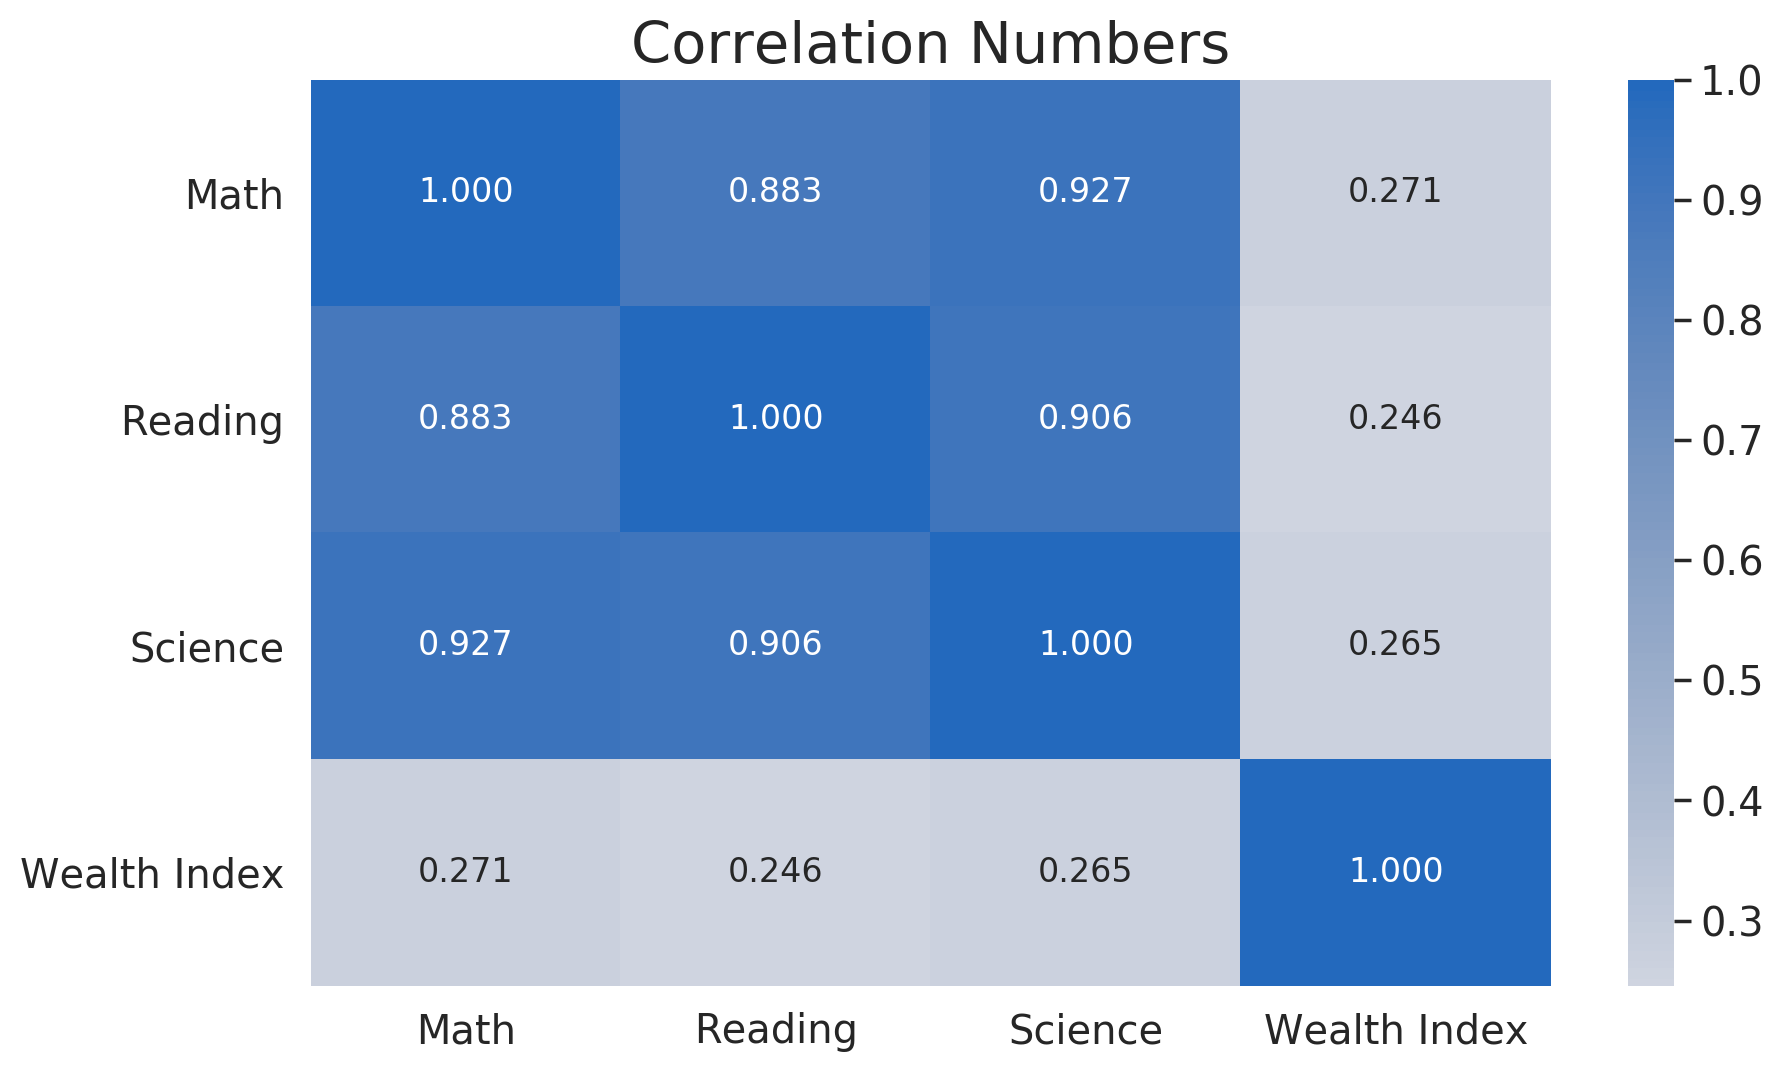 Correlation Numbers
Math 1.000 0.883 0.927 0.271
Reading 0.883 1.000 0.906 0.246
Science 0.927 0.906 1.000 0.265
Wealth Index 0.271 0.246 0.265 1.000
Math Reading Science Wealth Index
1.0
0.9
0.8
0.7
0.6
0.5
0.4
0.3